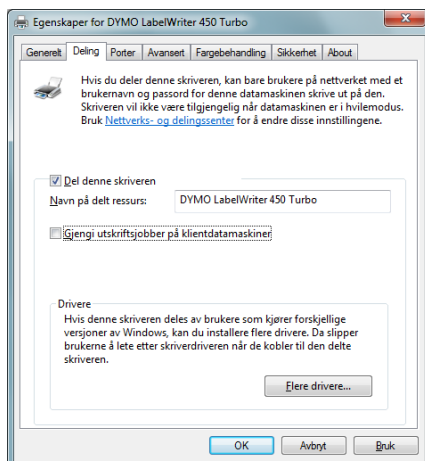 Egenskaper for DYMO LabelWriter 450 Turbo
Generelt Deling Porter Avansert Fargebehandling Sikkerhet About
Hvis du deler denne skriveren, kan bare brukere på nettverket med et
brukernavn og passord for denne datamaskinen skrive ut på den.
Skriveren vil ikke være tilgjengelig når datamaskinen er i hvilemodus.
Bruk Nettverks- og delingssenter for å endre disse innstillingene.
Del denne skriveren
Navn på delt ressurs: DYMO LabelWriter 450 Turbo
Gjengi utskriftsjobber på klientdatamaskiner
Drivere
Hvis denne skriveren deles av brukere som kjører forskjellige
versjoner av Windows, kan du installere flere drivere. Da slipper
brukerne å lete etter skriverdriveren når de kobler til den delte
skriveren.
Flere drivere...
OK Avbryt Bruk